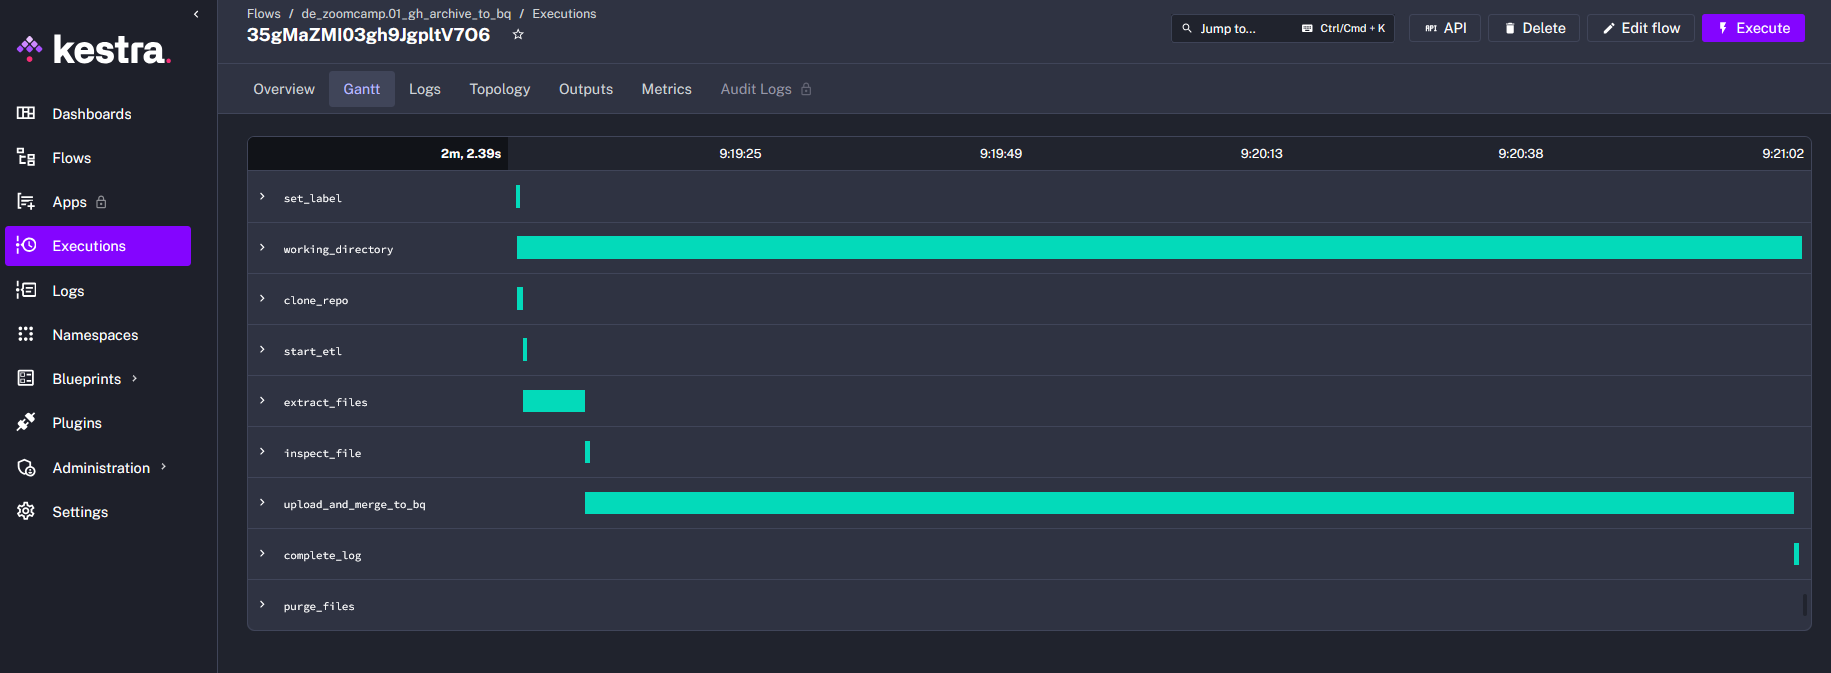 kestra.
Dashboards
Flows
Apps
Executions
Logs
Namespaces
Blueprints
Plugins
Administration
Settings
Flows / de_zoomcamp.01_gh_archive_to_bq / Executions
35gMaZMI03gh9JgpltV7O6
Jump to... Ctrl/Cmd + K
API API
Delete
Edit flow
Execute
Overview Gantt Logs Topology Outputs Metrics Audit Logs
2m, 2.39s 9:19:25 9:19:49 9:20:13 9:20:38 9:21:02
set_label
working_directory
clone_repo
start_etl
extract_files
inspect_file
upload_and_merge_to_bq
complete_log
purge_files